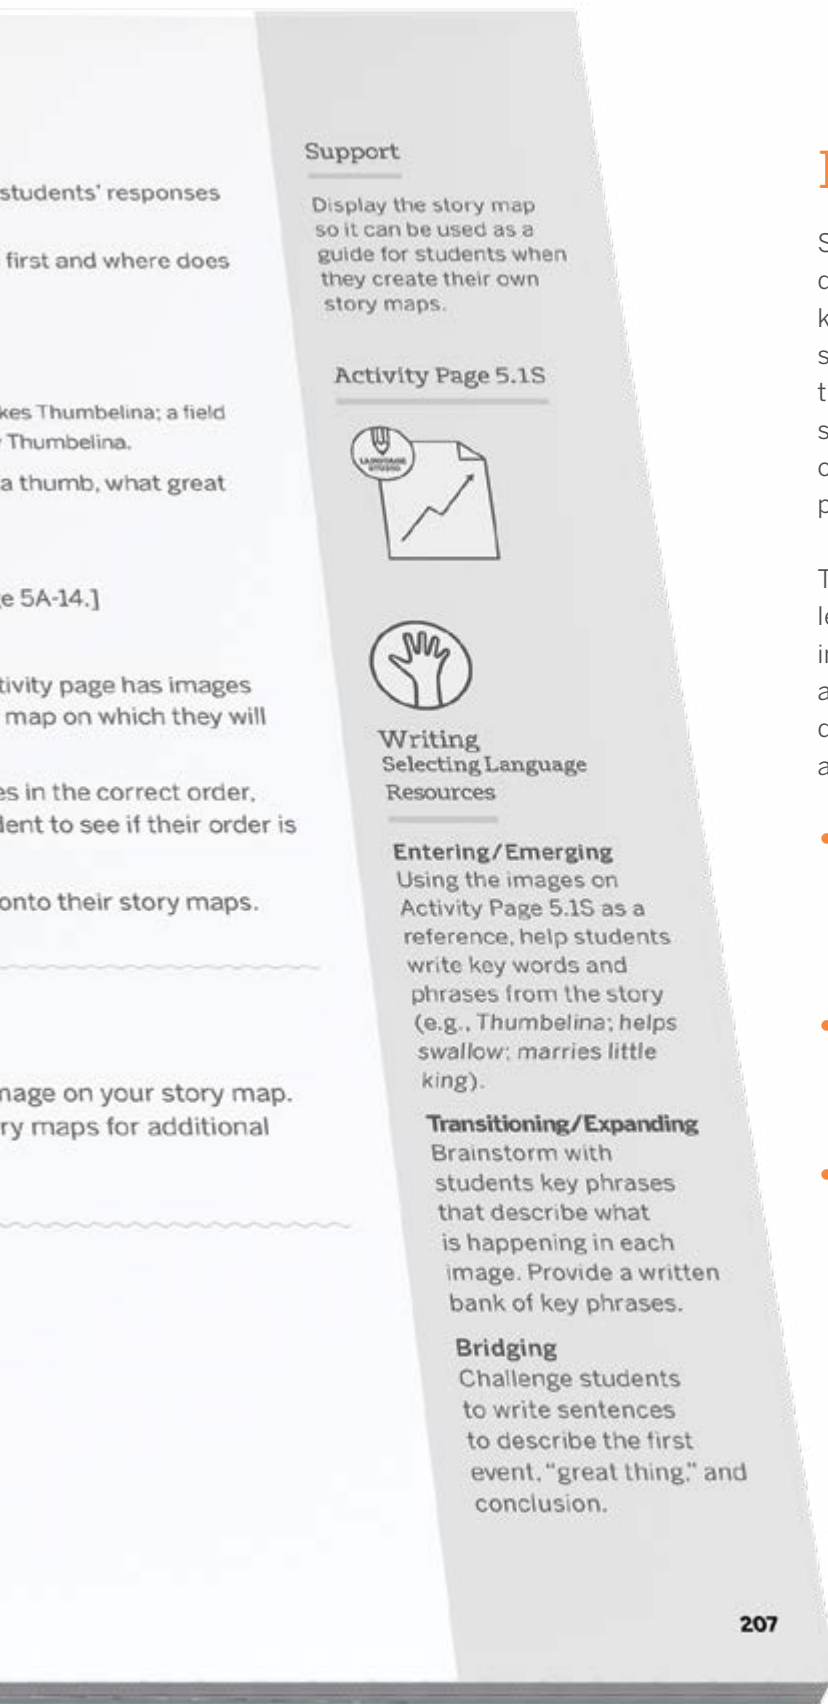 students' responses
first and where does
kes Thumbelina; a field
Thumbelina.
a thumb, what great
e 5A-14.]
tivity page has images
map on which they will
es in the correct order,
lent to see if their order is
onto their story maps.
mage on your story map.
ry maps for additional
Support
Display the story map
so it can be used as a
guide for students when
they create their own
story maps.
Activity Page 5.1S
LANGUAGE
STUDIO
Writing
Selecting Language
Resources
Entering/Emerging
Using the images on
Activity Page 5.1S as a
reference, help students
write key words and
phrases from the story
(e.g., Thumbelina; helps
swallow; marries little
king).
Transitioning/Expanding
Brainstorm with
students key phrases
that describe what
is happening in each
image. Provide a written
bank of key phrases.
Bridging
Challenge students
to write sentences
to describe the first
event, "great thing," and
conclusion.
207